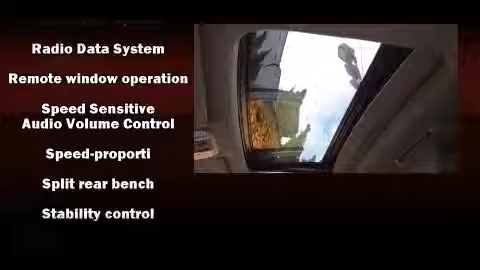 Radio Data System
Remote window operation
Speed Sensitive
Audio Volume Control
Speed-proporti
Split rear bench
Stability control